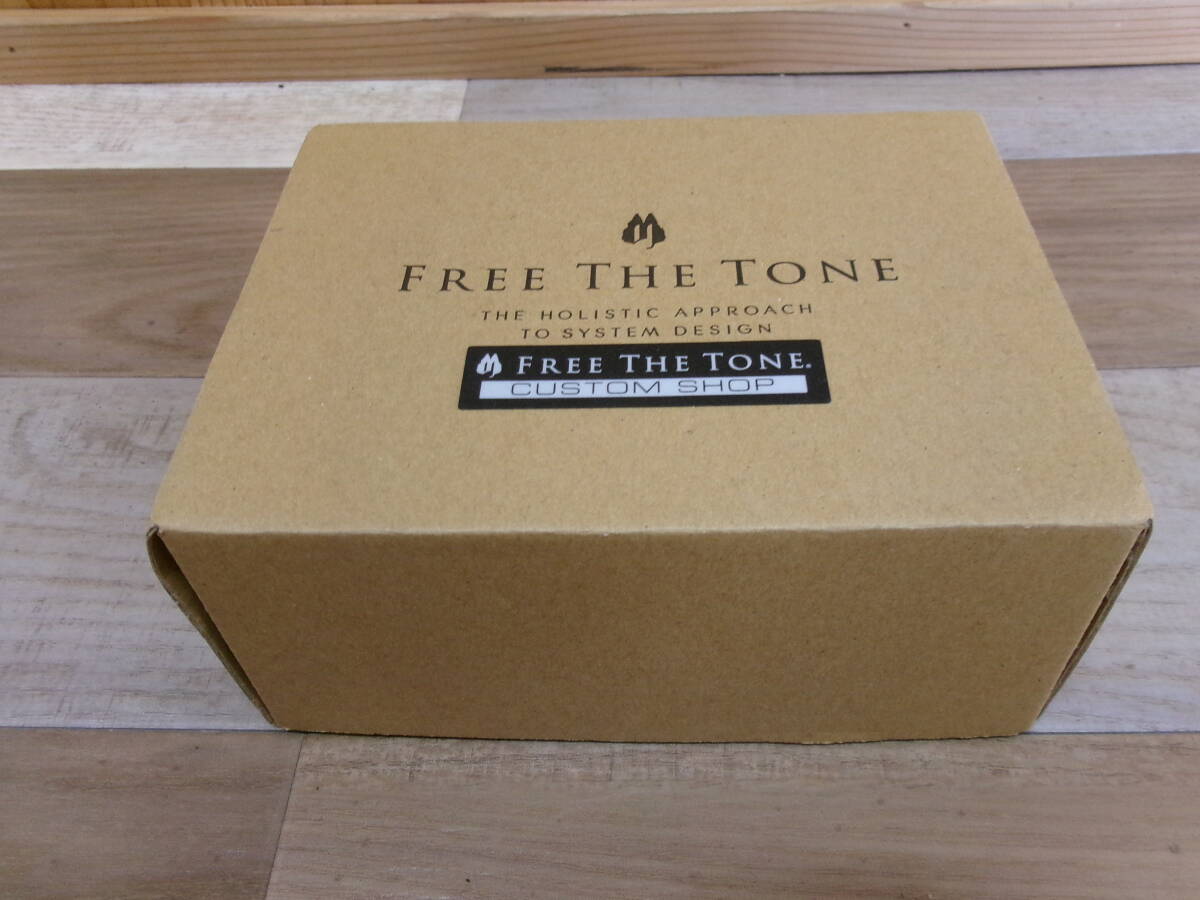 FREE THE TONE
THE HOLISTIC APPROACH
TO SYSTEM DESIGN
FREE THE TONE.
CUSTOM SHOP